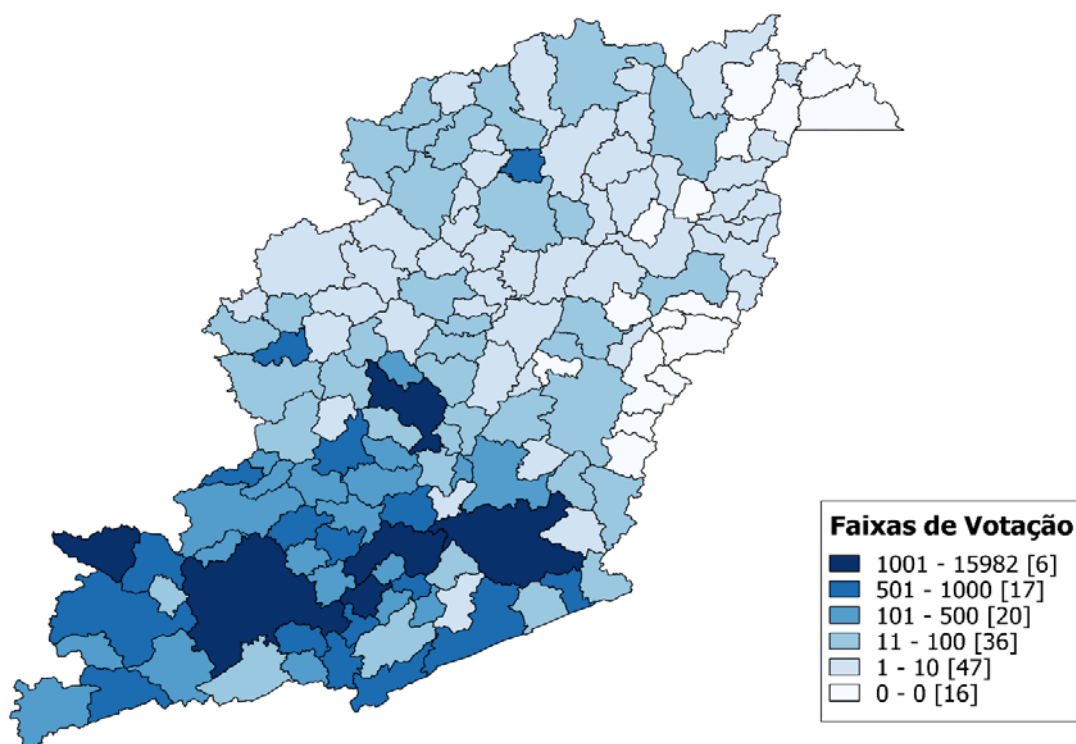 Faixas de Votação
1001 - 15982 [6]
501 - 1000 [17]
101 - 500 [20]
11 - 100 [36]
1 - 10 [47]
0 - 0 [16]